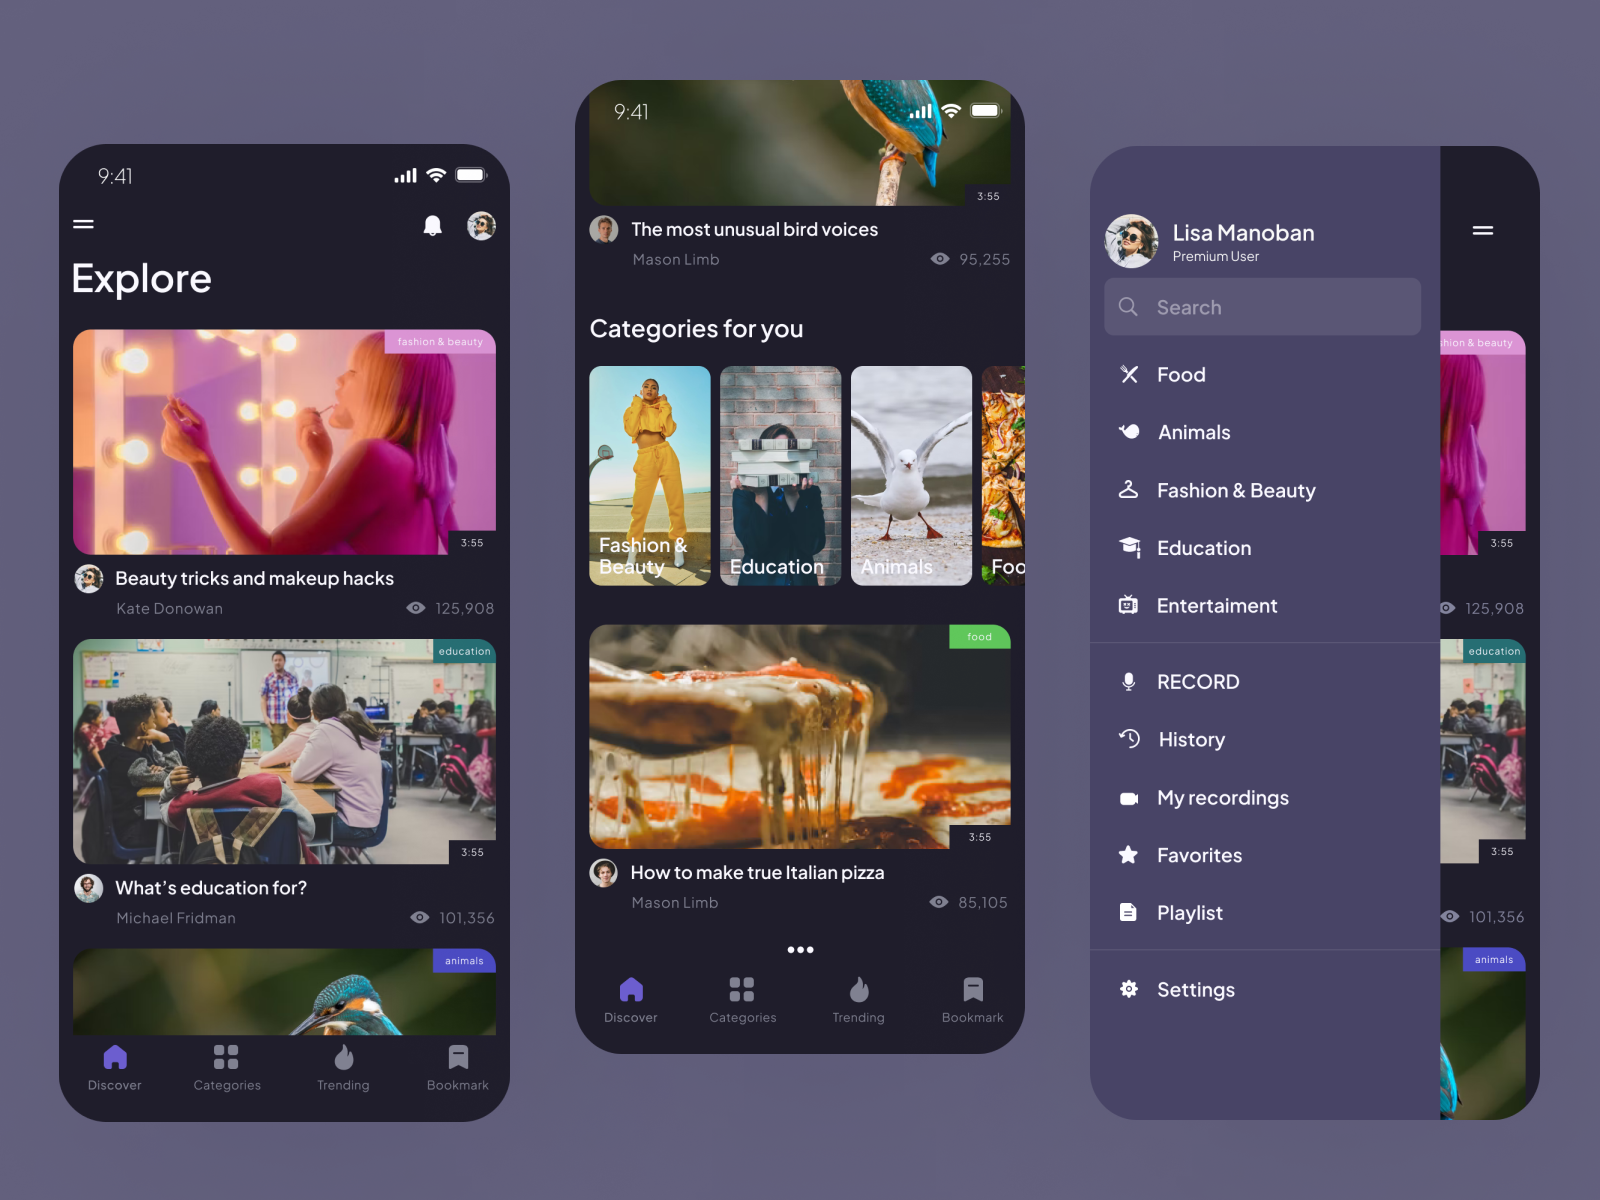 9:41
Explore
fashion & beauty
3:55
Beauty tricks and makeup hacks
Kate Donowan
125,908
education
3:55
What's education for?
Michael Fridman
101,356
animals
Discover
Categories
Trending
Bookmark
9:41
3:55
The most unusual bird voices
Mason Limb
95,255
Categories for you
Fashion &
Beauty
Education
Animals
Foo
food
3:55
How to make true Italian pizza
Mason Limb
85,105
Discover
Categories
Trending
Bookmark
Lisa Manoban
Premium User
Search
Food
Animals
Fashion & Beauty
Education
Entertaiment
RECORD
History
My recordings
Favorites
Playlist
Settings
shion & beauty
3:55
125,908
education
3:55
101,356
animals